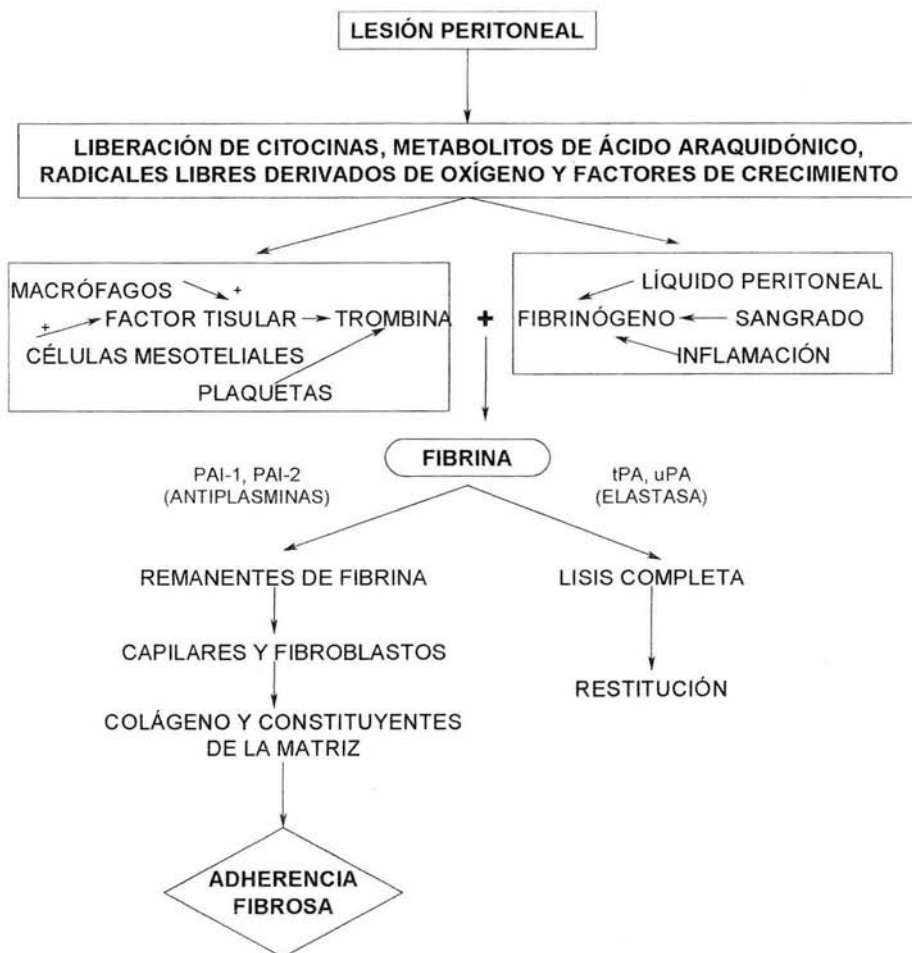 LESIÓN PERITONEAL
LIBERACIÓN DE CITOCINAS, METABOLITOS DE ÁCIDO ARAQUIDÓNICO,
RADICALES LIBRES DERIVADOS DE OXÍGENO Y FACTORES DE CRECIMIENTO
MACRÓFAGOS
+
+
FACTOR TISULAR
TROMBINA
CÉLULAS MESOTELIALES
PLAQUETAS
+
LÍQUIDO PERITONEAL
FIBRINÓGENO
SANGRADO
INFLAMACIÓN
FIBRINA
PAI-1, PAI-2
(ANTIPLASMINAS)
tPA, uPA
(ELASTASA)
REMANENTES DE FIBRINA
LISIS COMPLETA
CAPILARES Y FIBROBLASTOS
RESTITUCIÓN
COLÁGENO Y CONSTITUYENTES
DE LA MATRIZ
ADHERENCIA
FIBROSA